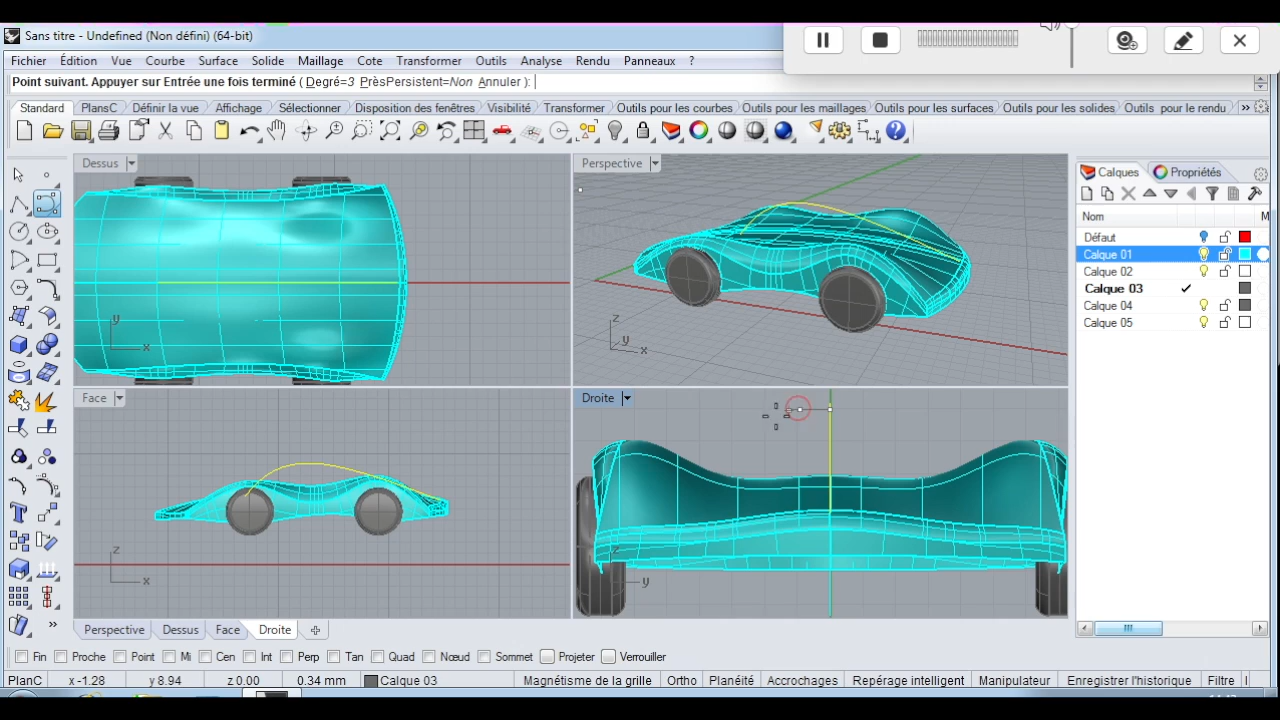 Sans titre - Undefined (Non défini) (64-bit)
Fichier Édition Vue Courbe Surface Solide Maillage Cote Transformer Outils Analyse Rendu Panneaux ?
Point suivant. Appuyer sur Entrée une fois terminé ( Degré=3 PrèsPersistent=Non Annuler ):
Standard PlansC Définir la vue Affichage Sélectionner Disposition des fenêtres Visibilité Transformer Outils pour les courbes Outils pour les maillages Outils pour les surfaces Outils pour les solides Outils pour le rendu »
Dessus
Perspective
Calques Propriétés
Nom M
Défaut
Calque 01
Calque 02
Calque 03
Calque 04
Calque 05
y
x
z
y
x
Face
Droite
z
x
z
y
»
Perspective Dessus Face Droite
Fin Proche Point Mi Cen Int Perp Tan Quad Nœud Sommet Projeter Verrouiller
PlanC x -1.28 y 8.94 z 0.00 0.34 mm Calque 03 Magnétisme de la grille Ortho Planéité Accrochages Repérage intelligent Manipulateur Enregistrer l'historique Filtre